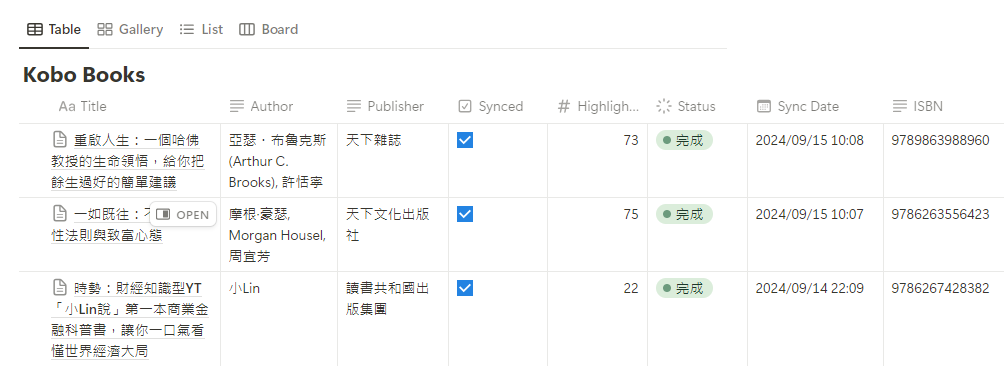 Table Gallery List Board
Kobo Books
Aa Title Author Publisher Synced # Highligh... Status Sync Date ISBN
重啟人生：一個哈佛 亞瑟．布魯克斯 天下雜誌 73 完成 2024/09/15 10:08 9789863988960
教授的生命領悟，給你把 (Arthur C.
餘生過好的簡單建議 Brooks), 許恬寧
一如既往： OPEN 摩根·豪瑟, 天下文化出版 75 完成 2024/09/15 10:07 9786263556423
性法則與致富心態 Morgan Housel, 社
周宜芳
時勢：財經知識型YT 小Lin 讀書共和國出 22 完成 2024/09/14 22:09 9786267428382
「小Lin說」第一本商業金 版集團
融科普書，讓你一口氣看
懂世界經濟大局